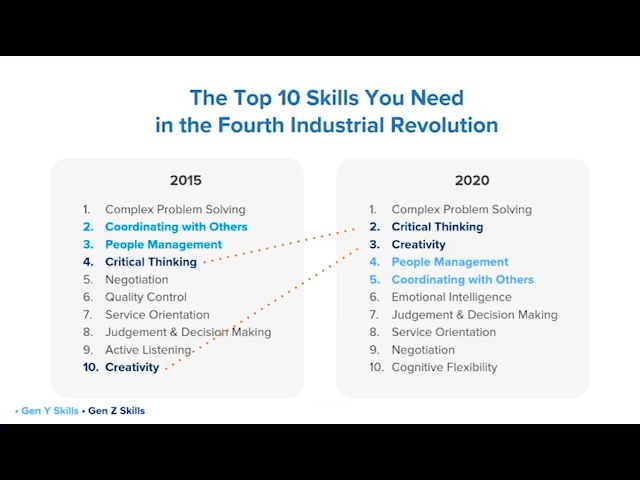 The Top 10 Skills You Need
in the Fourth Industrial Revolution
2015
1. Complex Problem Solving
2. Coordinating with Others
3. People Management
4. Critical Thinking
5. Negotiation
6. Quality Control
7. Service Orientation
8. Judgement & Decision Making
9. Active Listening
10. Creativity
2020
1. Complex Problem Solving
2. Critical Thinking
3. Creativity
4. People Management
5. Coordinating with Others
6. Emotional Intelligence
7. Judgement & Decision Making
8. Service Orientation
9. Negotiation
10. Cognitive Flexibility
• Gen Y Skills • Gen Z Skills